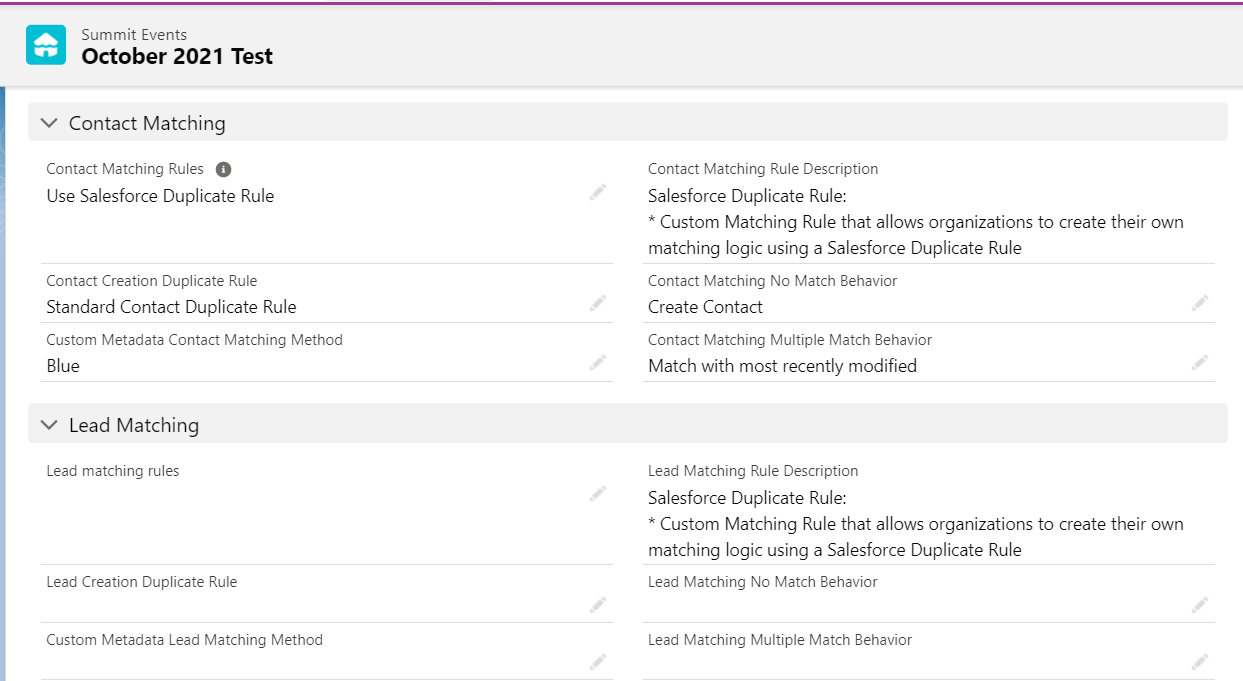 Summit Events
October 2021 Test
Contact Matching
Contact Matching Rules
Use Salesforce Duplicate Rule
Contact Matching Rule Description
Salesforce Duplicate Rule:
* Custom Matching Rule that allows organizations to create their own
matching logic using a Salesforce Duplicate Rule
Contact Creation Duplicate Rule
Standard Contact Duplicate Rule
Contact Matching No Match Behavior
Create Contact
Custom Metadata Contact Matching Method
Blue
Contact Matching Multiple Match Behavior
Match with most recently modified
Lead Matching
Lead matching rules
Lead Matching Rule Description
Salesforce Duplicate Rule:
* Custom Matching Rule that allows organizations to create their own
matching logic using a Salesforce Duplicate Rule
Lead Creation Duplicate Rule
Lead Matching No Match Behavior
Custom Metadata Lead Matching Method
Lead Matching Multiple Match Behavior